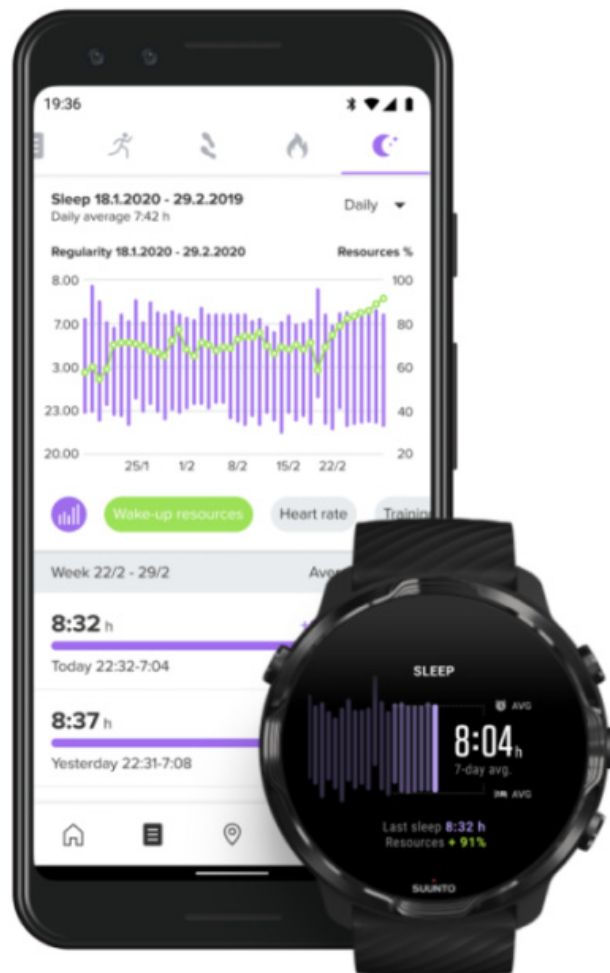 19:36
Sleep 18.1.2020 - 29.2.2019
Daily average 7:42 h
Daily
Regularity 18.1.2020 - 29.2.2020
Resources %
8.00
100
7.00
80
3.00
60
23.00
40
20.00
20
25/1 1/2 8/2 15/2 22/2
Wake-up resources
Heart rate
Training
Week 22/2 - 29/2
8:32 h
Today 22:32-7:04
8:37 h
Yesterday 22:31-7:08
SLEEP
AVG
8:04 h
7-day avg.
AVG
Last sleep 8:32 h
Resources + 91%
SUUNTO